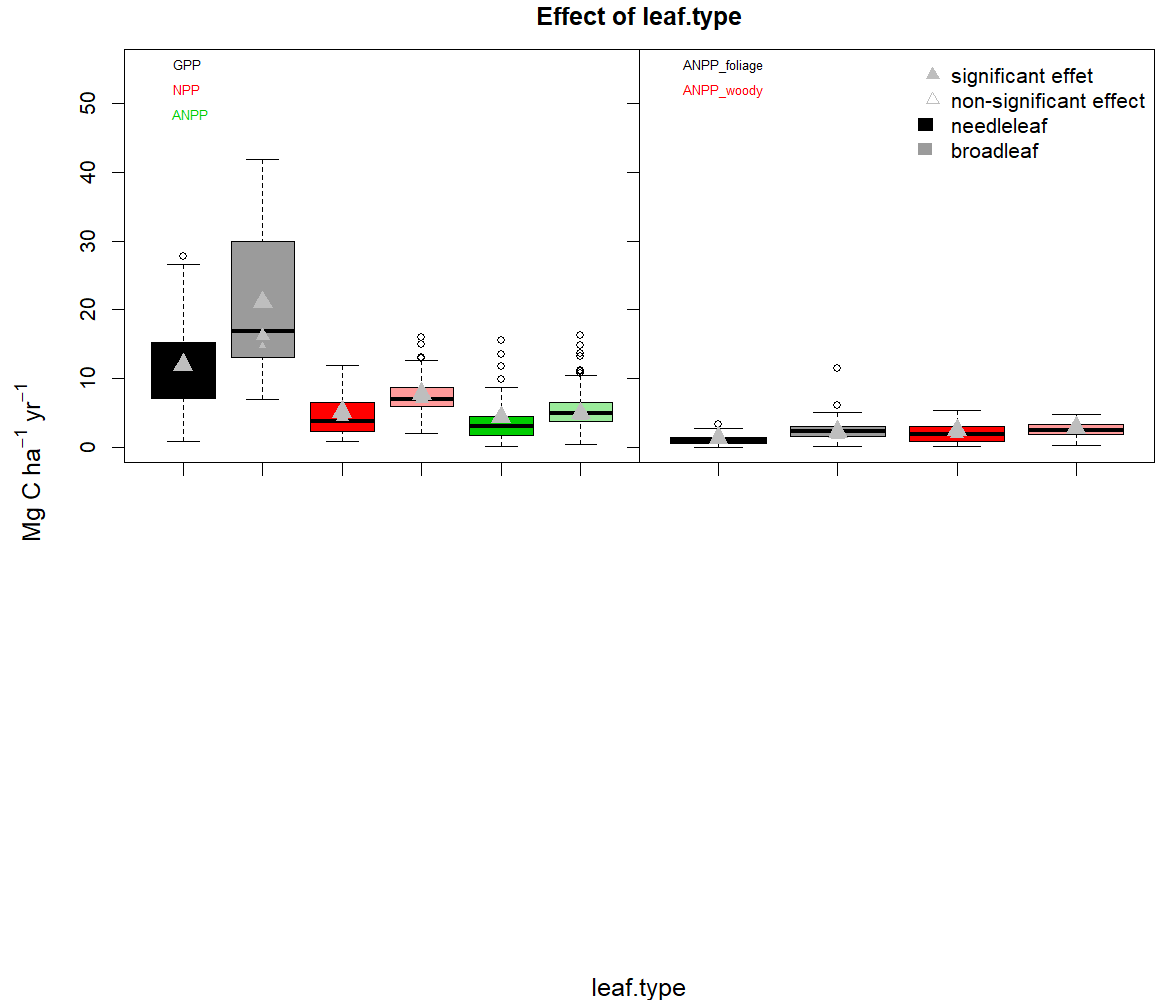 Effect of leaf.type
GPP
NPP
ANPP
ANPP_foliage
ANPP_woody
significant effet
non-significant effect
needleleaf
broadleaf
50
40
30
20
10
0
Mg C ha⁻¹ yr⁻¹
leaf.type